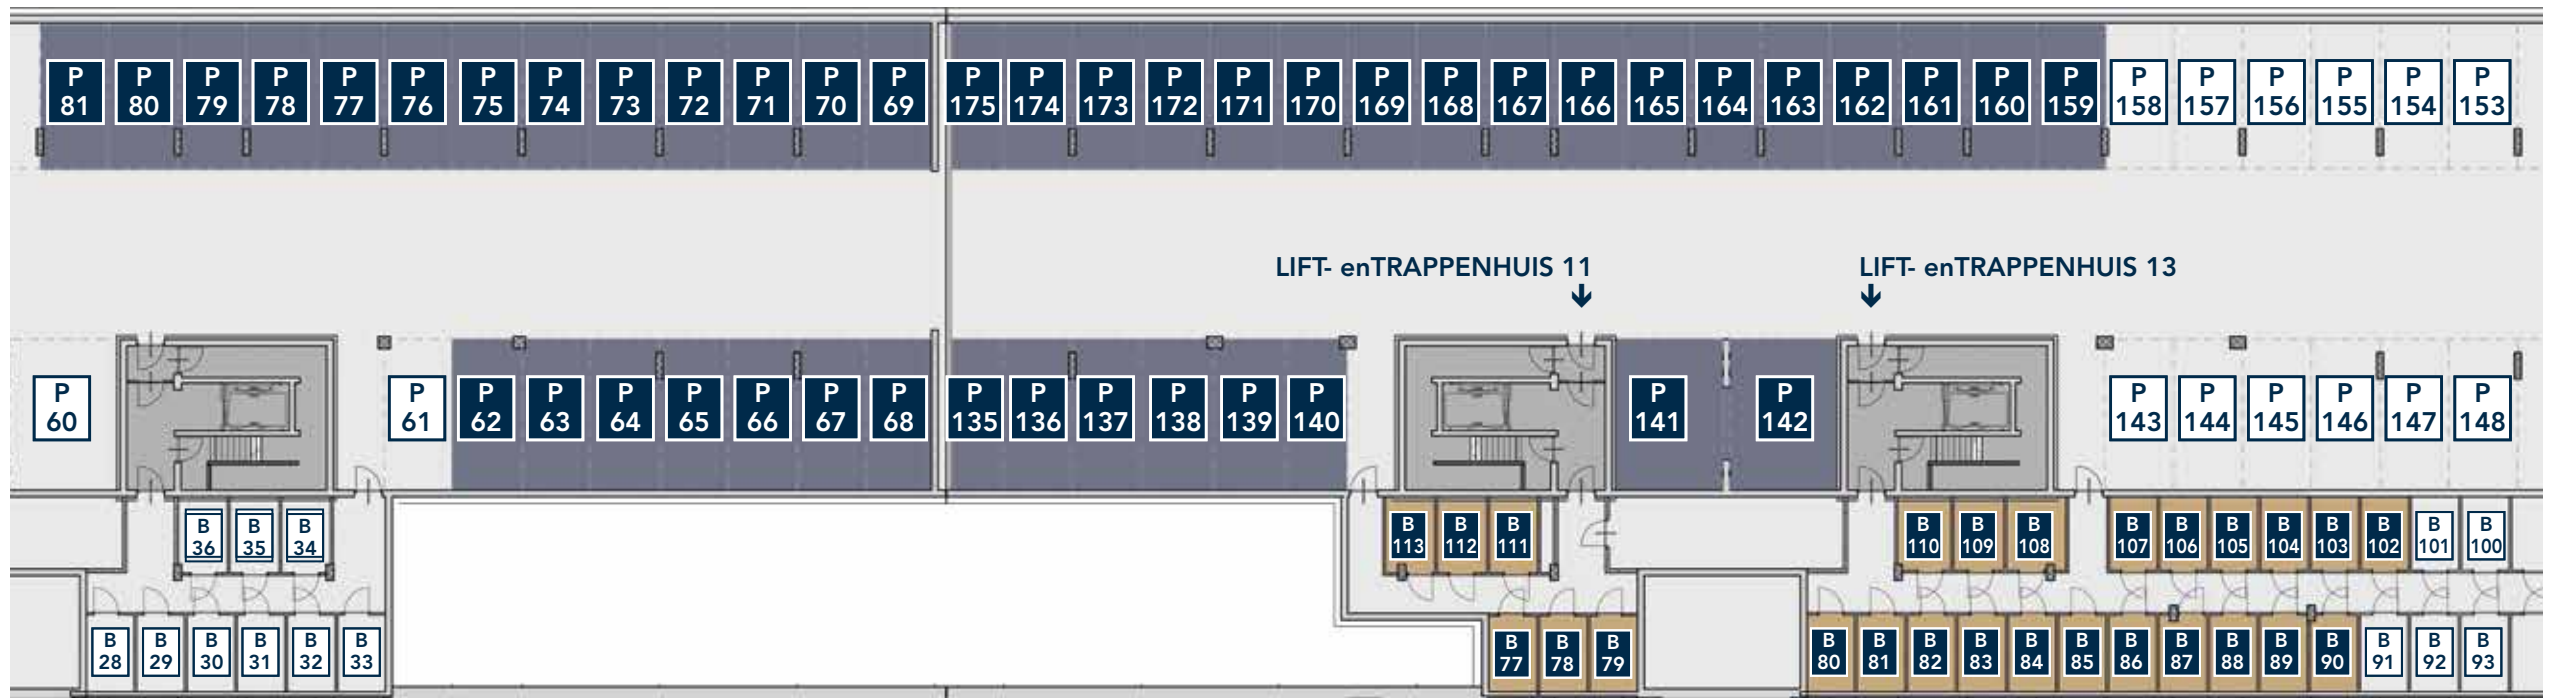 P P P P P P P P P P P P P P P P P P P P P P P P P P P P P P P P P P P P
81 80 79 78 77 76 75 74 73 72 71 70 69 175 174 173 172 171 170 169 168 167 166 165 164 163 162 161 160 159 158 157 156 155 154 153
LIFT- enTRAPPENHUIS 11 LIFT- enTRAPPENHUIS 13
P P P P P P P P P P P P P P P P P P P P P P P
60 61 62 63 64 65 66 67 68 135 136 137 138 139 140 141 142 143 144 145 146 147 148
B B B B B B B B B B B B B B B B B
36 35 34 113 112 111 110 109 108 107 106 105 104 103 102 101 100
B B B B B B B B B B B B B B B B B B B B B B B
28 29 30 31 32 33 77 78 79 80 81 82 83 84 85 86 87 88 89 90 91 92 93